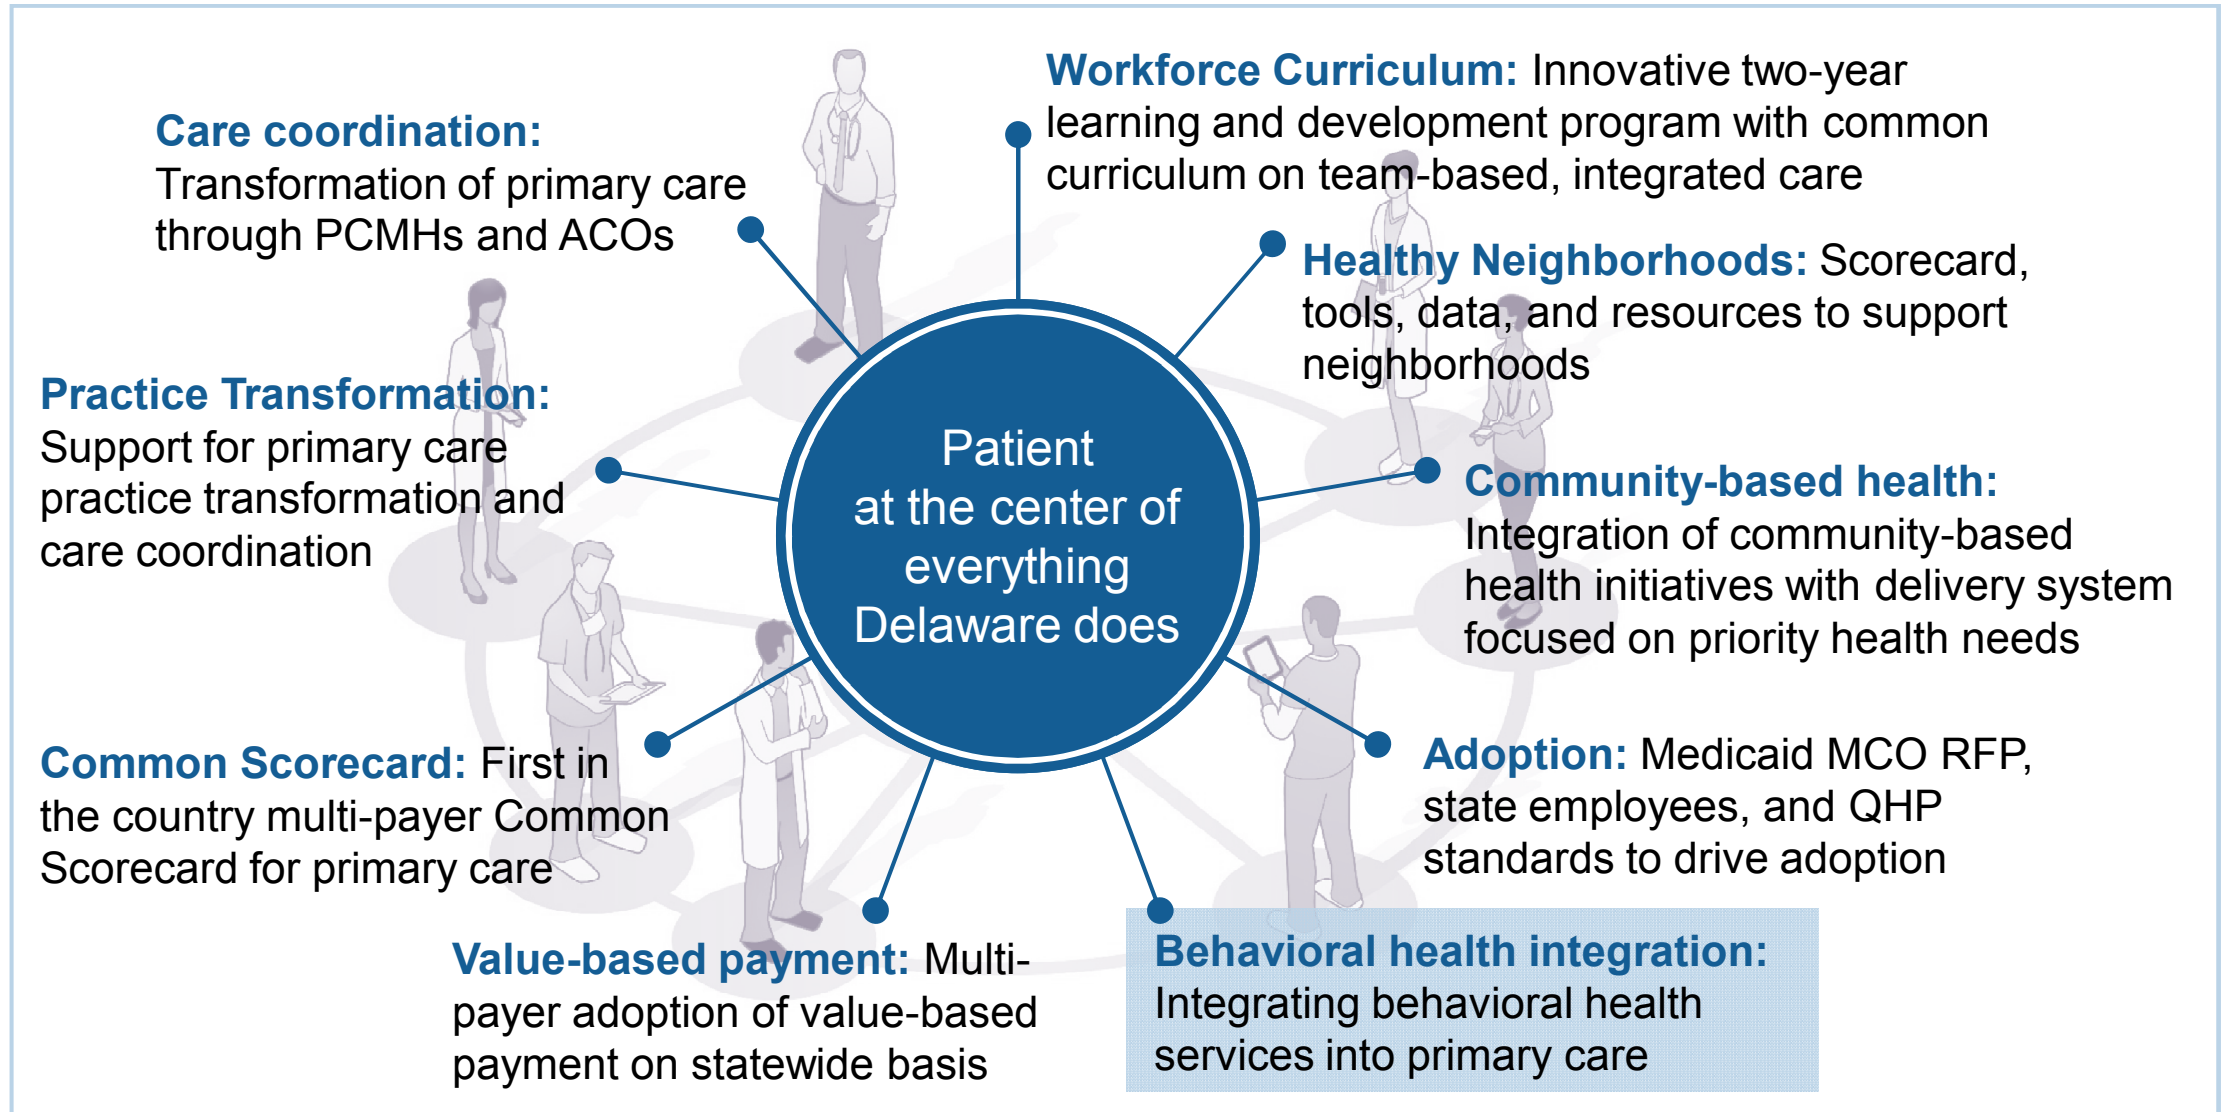 Workforce Curriculum: Innovative two-year
learning and development program with common
curriculum on team-based, integrated care
Care coordination:
Transformation of primary care
through PCMHs and ACOs
Healthy Neighborhoods: Scorecard,
tools, data, and resources to support
neighborhoods
Practice Transformation:
Support for primary care
practice transformation and
care coordination
Patient
at the center of
everything
Delaware does
Community-based health:
Integration of community-based
health initiatives with delivery system
focused on priority health needs
Common Scorecard: First in
the country multi-payer Common
Scorecard for primary care
Adoption: Medicaid MCO RFP,
state employees, and QHP
standards to drive adoption
Value-based payment: Multi-
payer adoption of value-based
payment on statewide basis
Behavioral health integration:
Integrating behavioral health
services into primary care